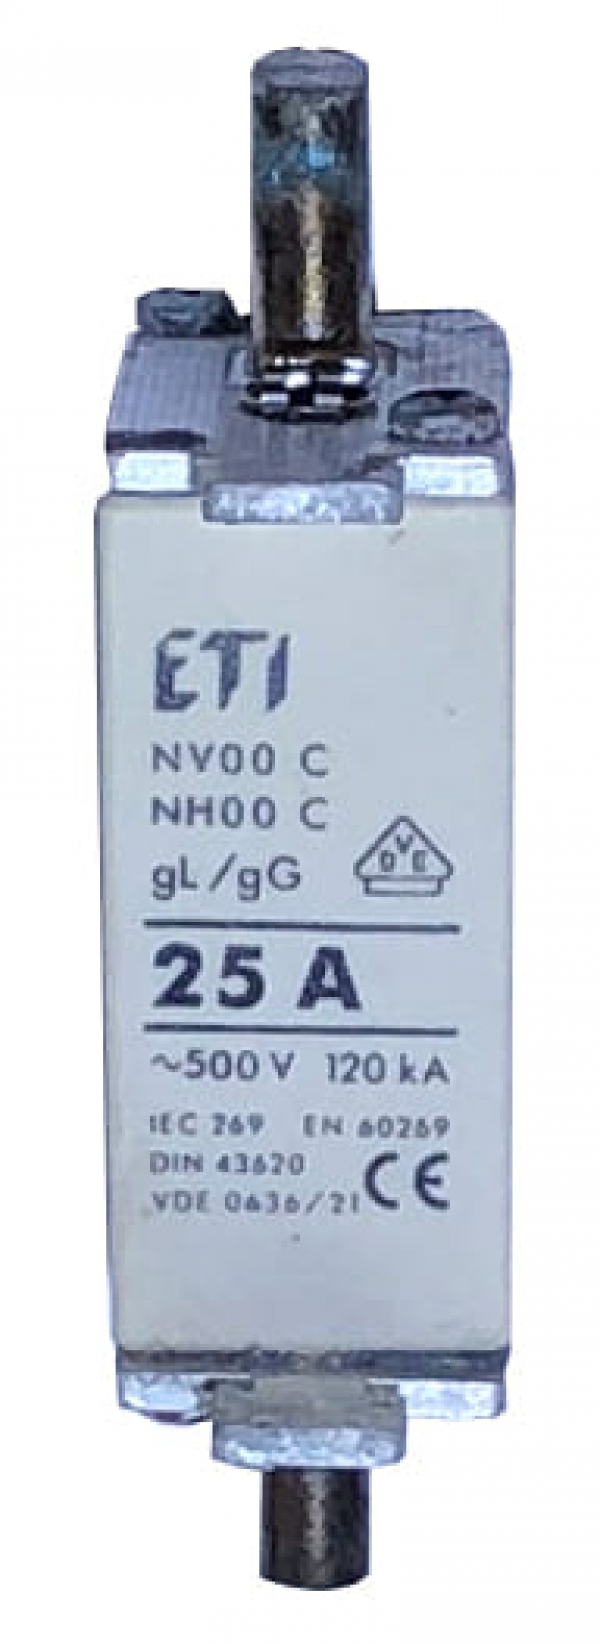 ETI
NV00 C
NH00 C
gL/gG
VDE
25 A
~500 V 120 kA
IEC 269 EN 60269
DIN 43620
VDE 0636/21 CE